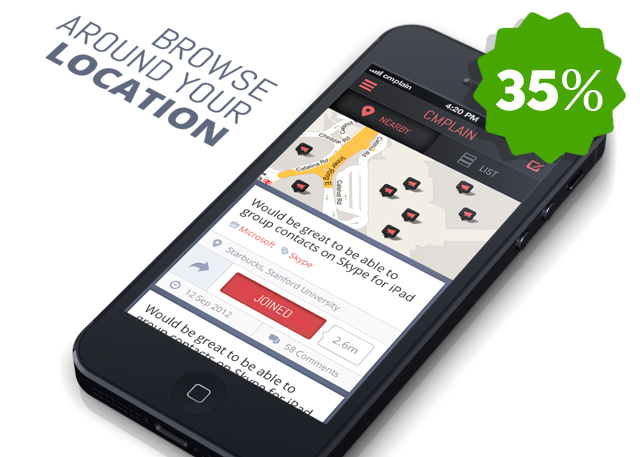 BROWSE
AROUND YOUR
LOCATION
35%
cmplain
4:20 PM
CMPLAIN
NEARBY
LIST
Chester Rd
Catalina Rd
Inner Ring E
Cashot Rd
Would be great to be able to
group contacts on Skype for iPad
Microsoft Skype
Starbucks, Stanford University
JOINED
2.6m
12 Sep 2012
58 Comments
Would be great to be able to
group contacts on Skype for iPad